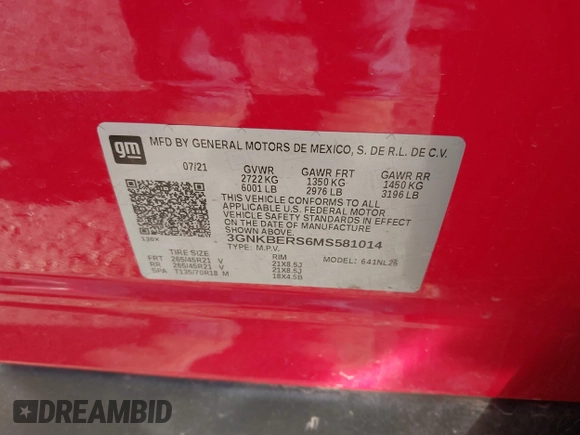 gm
MFD BY GENERAL MOTORS DE MEXICO, S. DE R.L. DE C.V.
07/21 GVWR GAWR FRT GAWR RR
2722 KG 1350 KG 1450 KG
6001 LB 2976 LB 3196 LB
THIS VEHICLE CONFORMS TO ALL
APPLICABLE U.S. FEDERAL MOTOR
VEHICLE SAFETY STANDARDS IN EFFECT
ON THE DATE OF MANUFACTURE
SHOWN ABOVE.
3GNKBERS6MS581014
TYPE: M.P.V. MODEL: 641NL26
TIRE SIZE RIM
FRT 265/45R21 V 21X8.5J
RR 265/45R21 V 21X8.5J
SPA T135/70R18 M 18X4.5B
DREAMBID